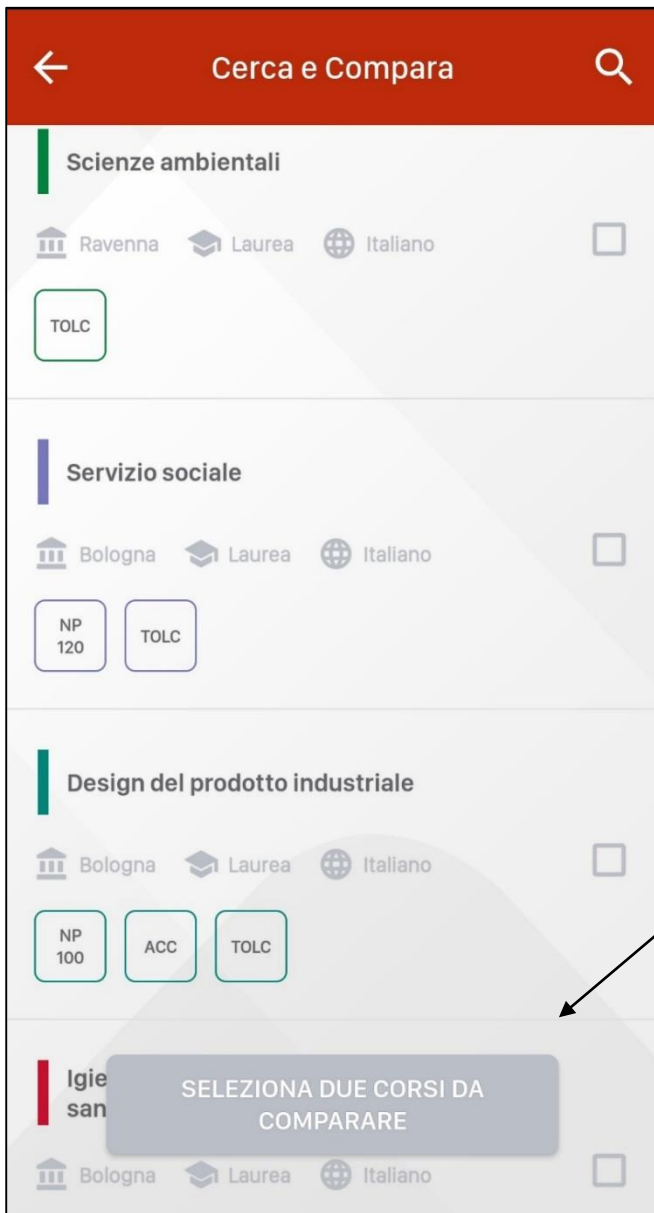 Cerca e Compara
Scienze ambientali
Ravenna Laurea Italiano
TOLC
Servizio sociale
Bologna Laurea Italiano
NP
120
TOLC
Design del prodotto industriale
Bologna Laurea Italiano
NP
100
ACC
TOLC
Igie
san
SELEZIONA DUE CORSI DA
COMPARARE
Bologna Laurea Italiano